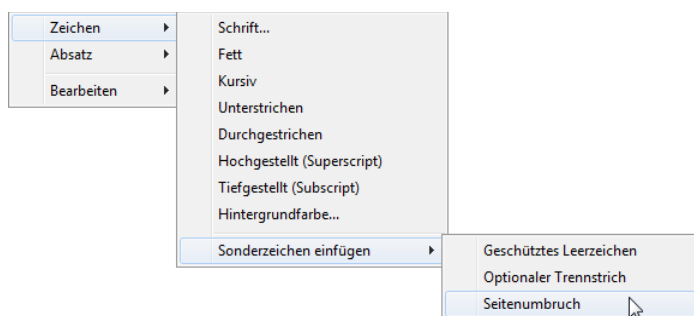 Zeichen
Absatz
Bearbeiten
Schrift...
Fett
Kursiv
Unterstrichen
Durchgestrichen
Hochgestellt (Superscript)
Tiefgestellt (Subscript)
Hintergrundfarbe...
Sonderzeichen einfügen
Geschütztes Leerzeichen
Optionaler Trennstrich
Seitenumbruch